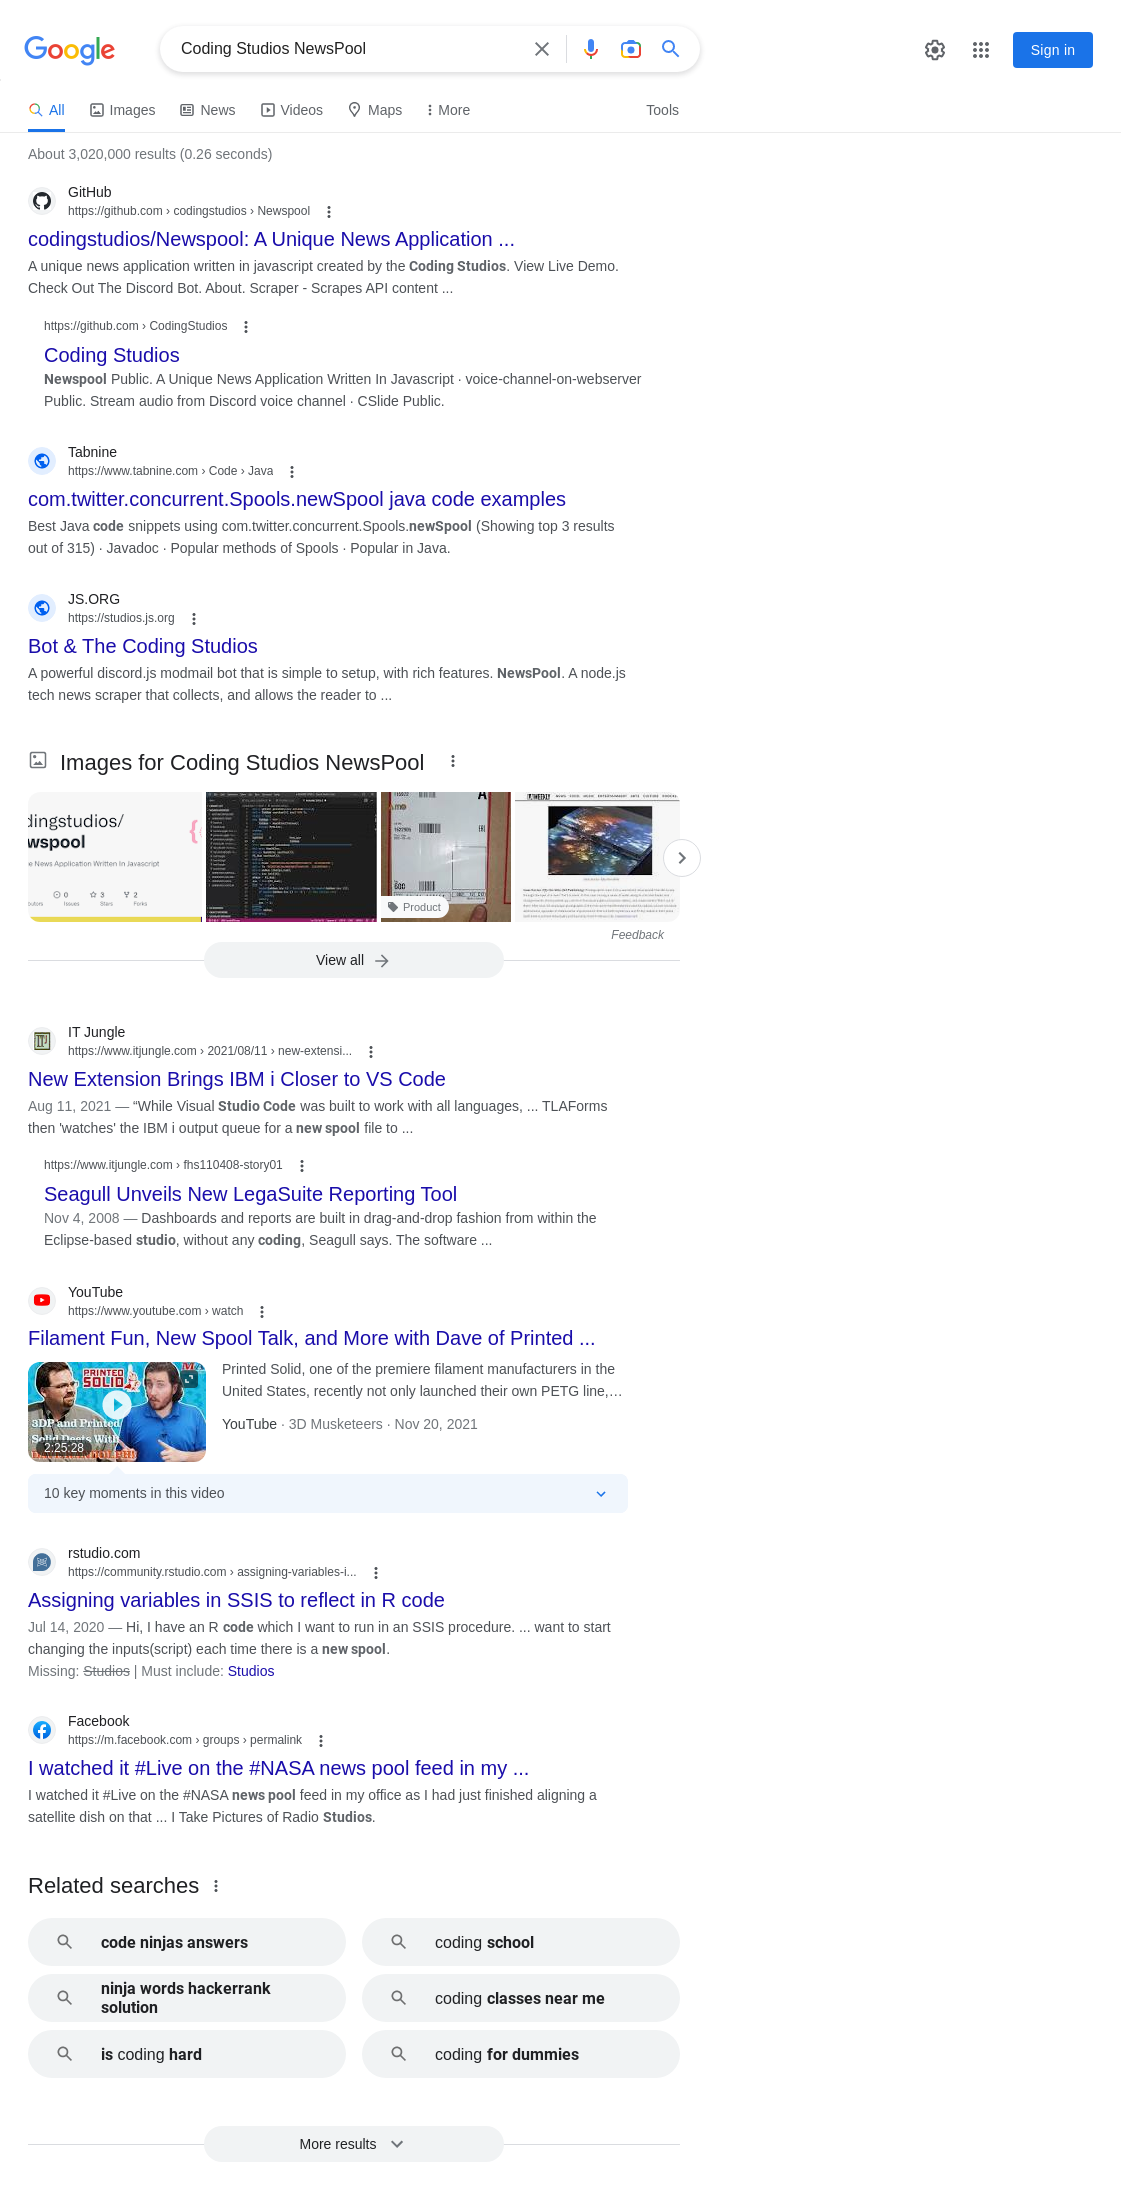 Google
Coding Studios NewsPool
Sign in
All Images News Videos Maps More Tools
About 3,020,000 results (0.26 seconds)
GitHub
https://github.com › codingstudios › Newspool
codingstudios/Newspool: A Unique News Application ...
A unique news application written in javascript created by the Coding Studios. View Live Demo.
Check Out The Discord Bot. About. Scraper - Scrapes API content ...
https://github.com › CodingStudios
Coding Studios
Newspool Public. A Unique News Application Written In Javascript · voice-channel-on-webserver
Public. Stream audio from Discord voice channel · CSlide Public.
Tabnine
https://www.tabnine.com › Code › Java
com.twitter.concurrent.Spools.newSpool java code examples
Best Java code snippets using com.twitter.concurrent.Spools.newSpool (Showing top 3 results
out of 315) · Javadoc · Popular methods of Spools · Popular in Java.
JS.ORG
https://studios.js.org
Bot & The Coding Studios
A powerful discord.js modmail bot that is simple to setup, with rich features. NewsPool. A node.js
tech news scraper that collects, and allows the reader to ...
Images for Coding Studios NewsPool
dingstudios/
wspool
e News Application Written In Javascript
0 3 2
utors Issues Stars Forks
Product
Feedback
View all
IT Jungle
https://www.itjungle.com › 2021/08/11 › new-extensi...
New Extension Brings IBM i Closer to VS Code
Aug 11, 2021 — “While Visual Studio Code was built to work with all languages, ... TLAForms
then 'watches' the IBM i output queue for a new spool file to ...
https://www.itjungle.com › fhs110408-story01
Seagull Unveils New LegaSuite Reporting Tool
Nov 4, 2008 — Dashboards and reports are built in drag-and-drop fashion from within the
Eclipse-based studio, without any coding, Seagull says. The software ...
YouTube
https://www.youtube.com › watch
Filament Fun, New Spool Talk, and More with Dave of Printed ...
PRINTED
SOLID
3DP and Printed
Solid Deets With
2:25:28
Printed Solid, one of the premiere filament manufacturers in the
United States, recently not only launched their own PETG line,...
YouTube · 3D Musketeers · Nov 20, 2021
10 key moments in this video
rstudio.com
https://community.rstudio.com › assigning-variables-i...
Assigning variables in SSIS to reflect in R code
Jul 14, 2020 — Hi, I have an R code which I want to run in an SSIS procedure. ... want to start
changing the inputs(script) each time there is a new spool.
Missing: Studios | Must include: Studios
Facebook
https://m.facebook.com › groups › permalink
I watched it #Live on the #NASA news pool feed in my ...
I watched it #Live on the #NASA news pool feed in my office as I had just finished aligning a
satellite dish on that ... I Take Pictures of Radio Studios.
Related searches
code ninjas answers
coding school
ninja words hackerrank
solution
coding classes near me
is coding hard
coding for dummies
More results